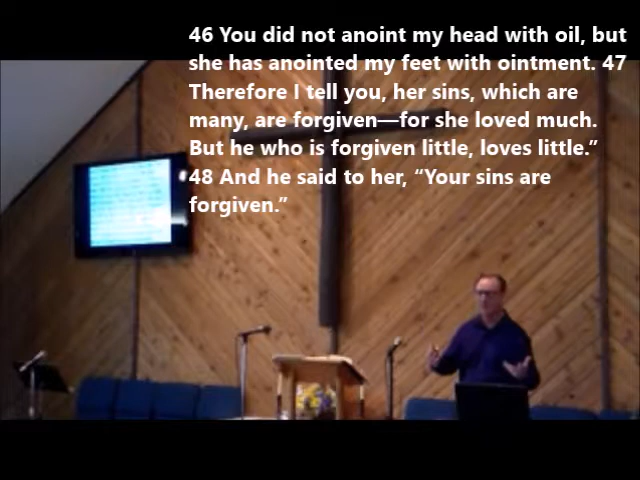 46 You did not anoint my head with oil, but
she has anointed my feet with ointment. 47
Therefore I tell you, her sins, which are
many, are forgiven—for she loved much.
But he who is forgiven little, loves little.”
48 And he said to her, “Your sins are
forgiven.”